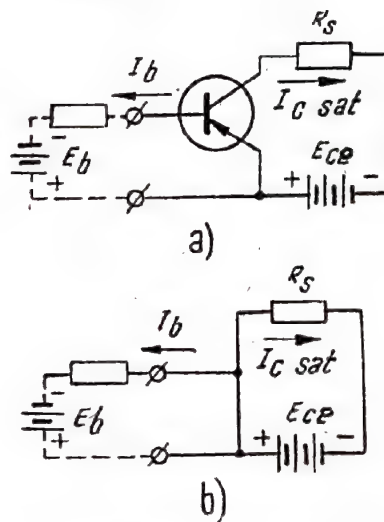 Rs
Ib
Ic sat
Eb
- +
Ece
+ -
a)
Rs
Ib
Ic sat
Eb
- +
Ece
+ -
b)